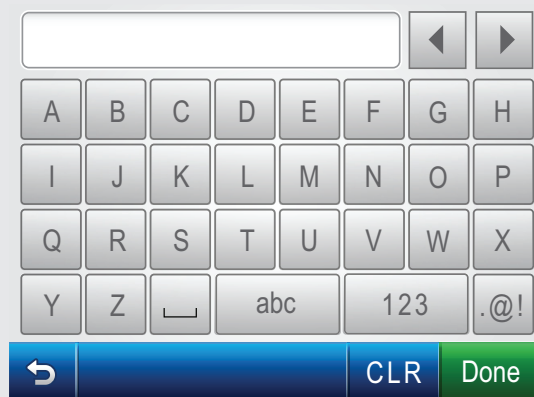 A B C D E F G H
I J K L M N O P
Q R S T U V W X
Y Z abc 123 .@!
CLR Done